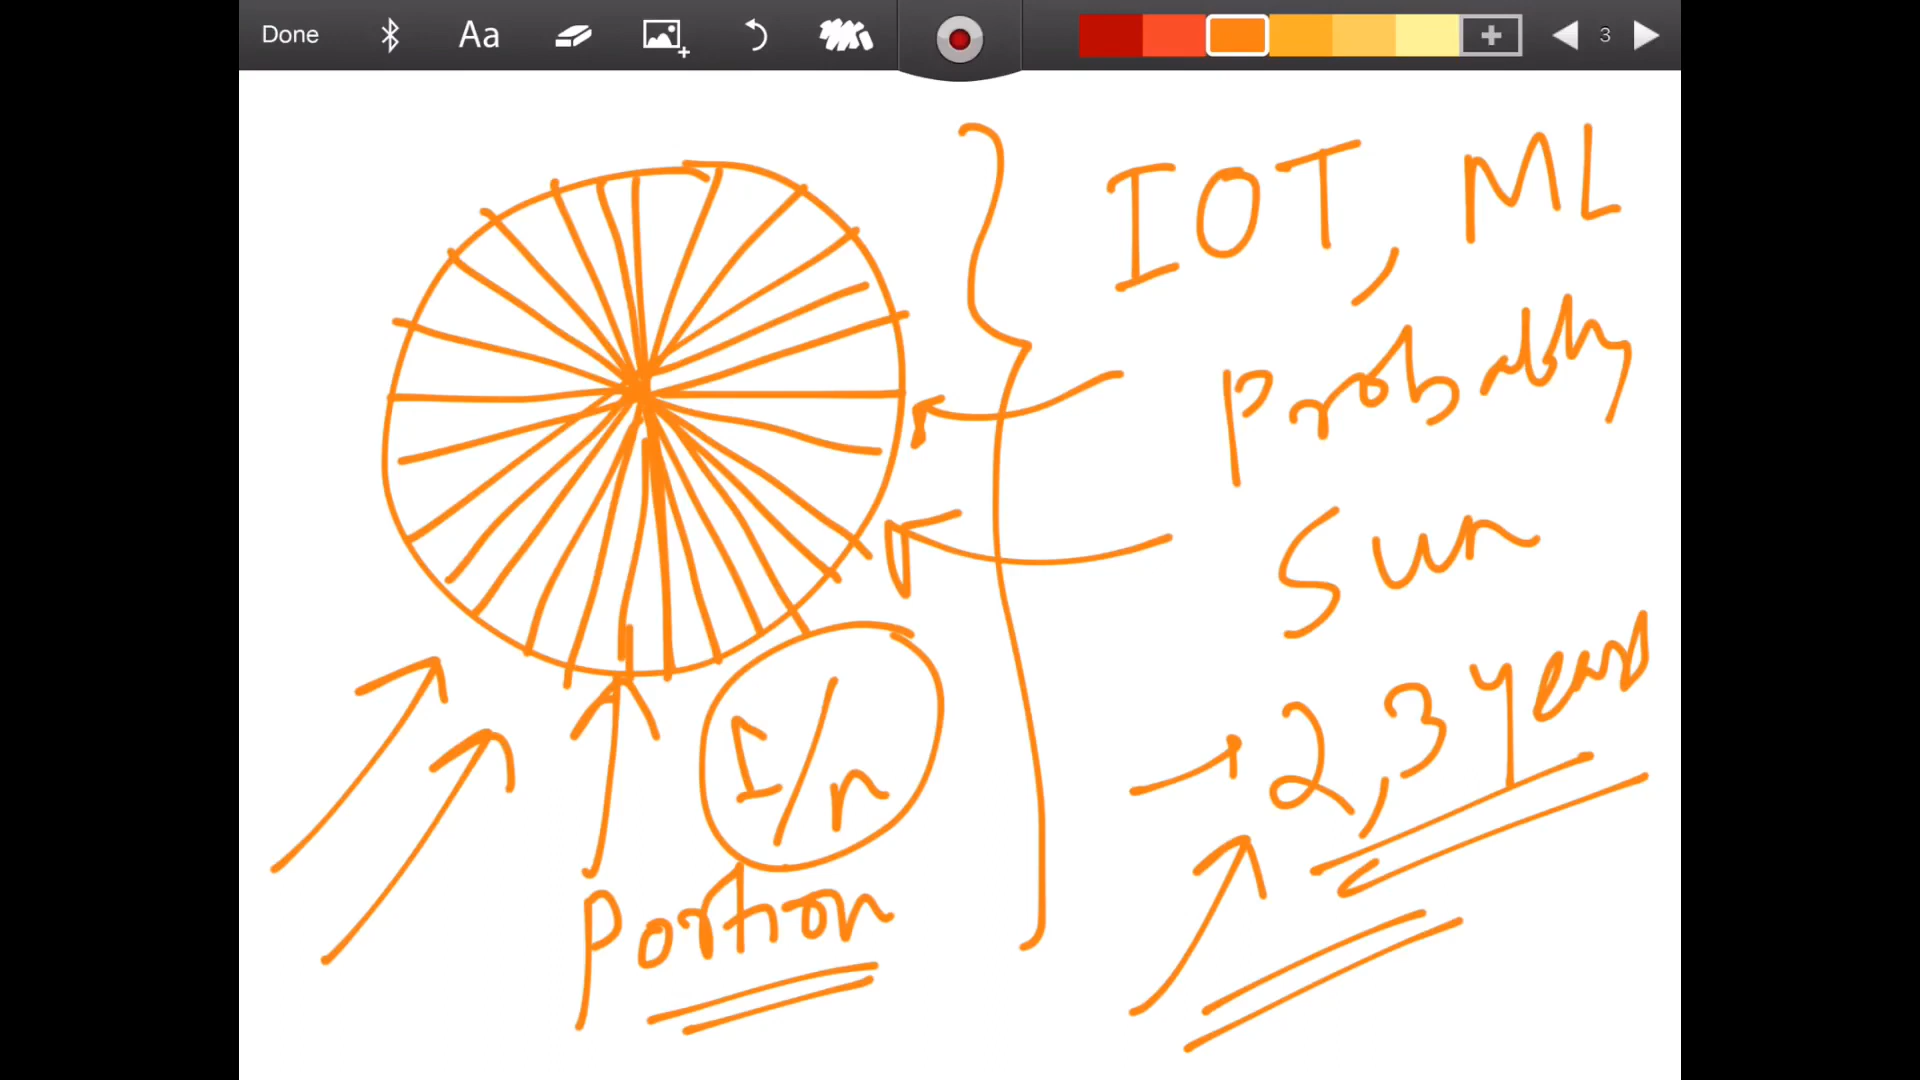 Done
Aa
3
IOT, ML
Probably
Sun
2,3 years
I/n
Portion